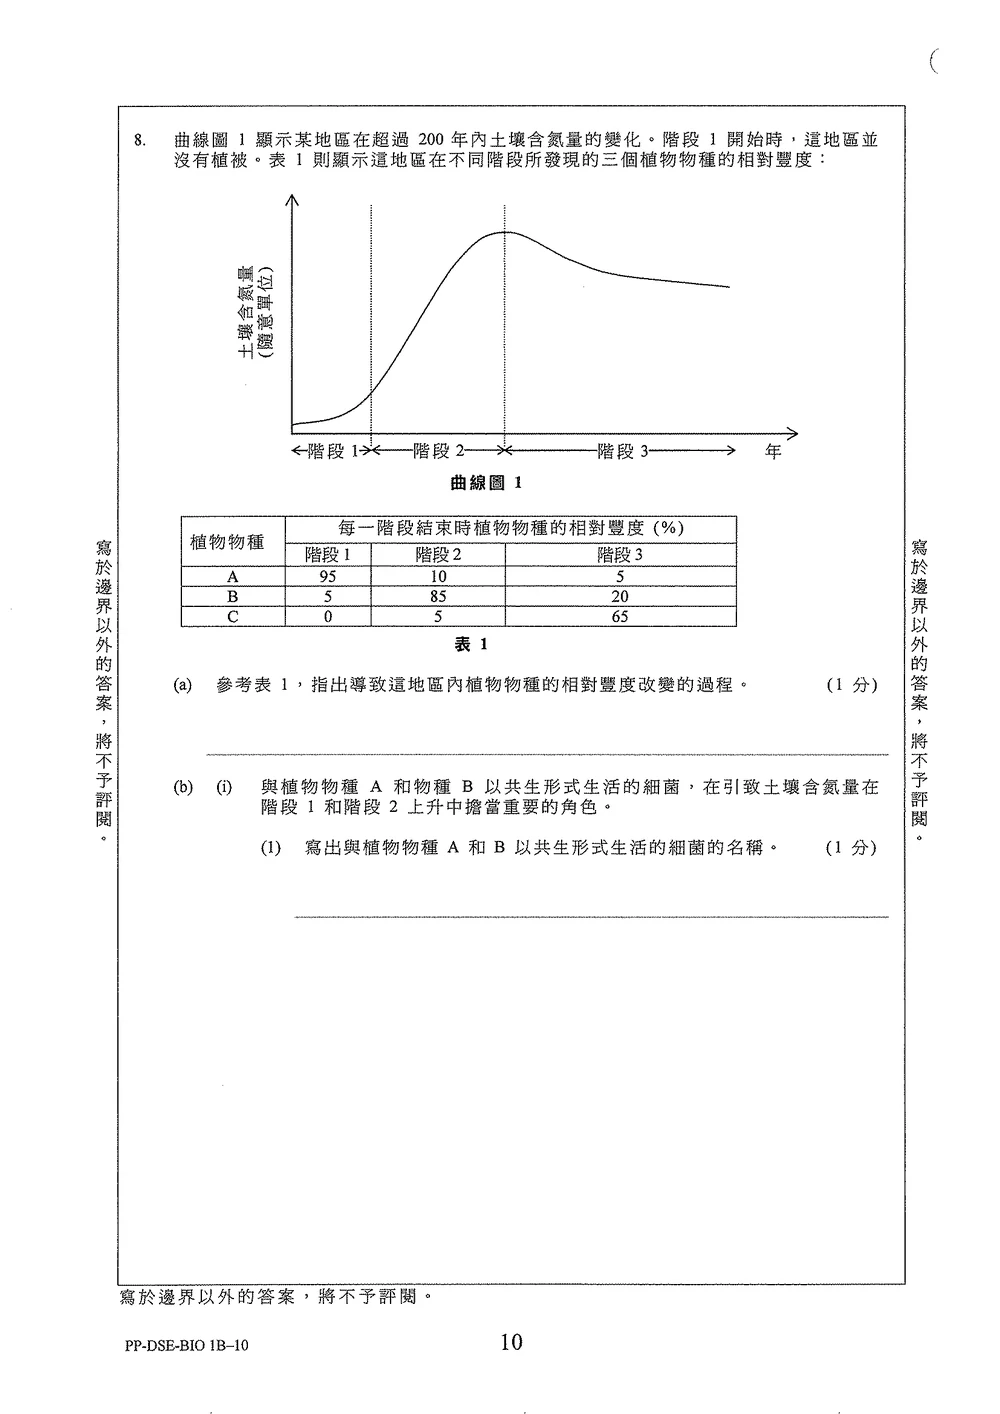 8. 曲線圖 1 顯示某地區在超過 200 年內土壤含氮量的變化。階段 1 開始時,這地區並
沒有植被。表 1 則顯示這地區在不同階段所發現的三個植物物種的相對豐度:
土壤含氮量
(隨意單位)
階段 1 階段 2 階段 3 年
曲線圖 1
植物物種 每一階段結束時植物物種的相對豐度 (%)
階段 1 階段 2 階段 3
A 95 10 5
B 5 85 20
C 0 5 65
表 1
(a) 參考表 1,指出導致這地區內植物物種的相對豐度改變的過程。 (1 分)
(b) (i) 與植物物種 A 和物種 B 以共生形式生活的細菌,在引致土壤含氮量在
階段 1 和階段 2 上升中擔當重要的角色。
(1) 寫出與植物物種 A 和 B 以共生形式生活的細菌的名稱。 (1 分)
寫於邊界以外的答案,將不予評閱。
寫於邊界以外的答案,將不予評閱。
寫於邊界以外的答案,將不予評閱。
PP-DSE-BIO 1B–10
10